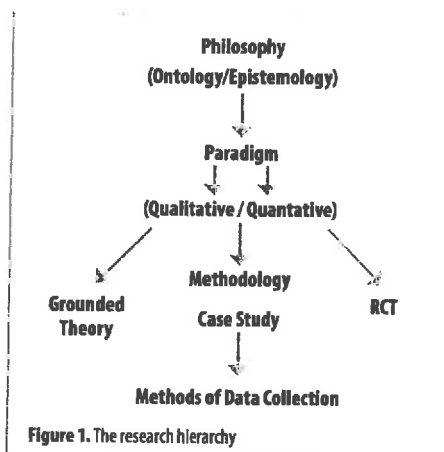 Philosophy
(Ontology/Epistemology)
Paradigm
(Qualitative / Quantative)
Methodology
Grounded
Theory
Case Study
RCT
Methods of Data Collection
Figure 1. The research hierarchy